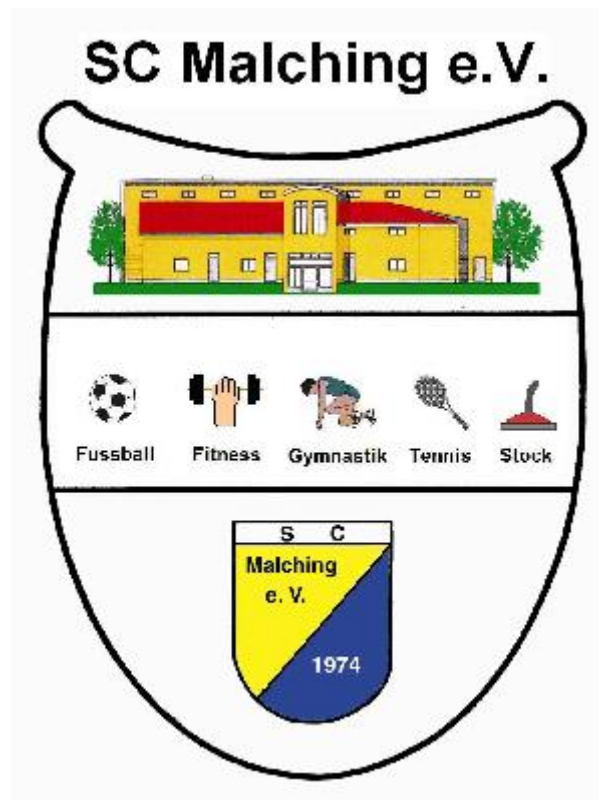 SC Malching e.V.
Fussball Fitness Gymnastik Tennis Stock
S C
Malching
e. V.
1974